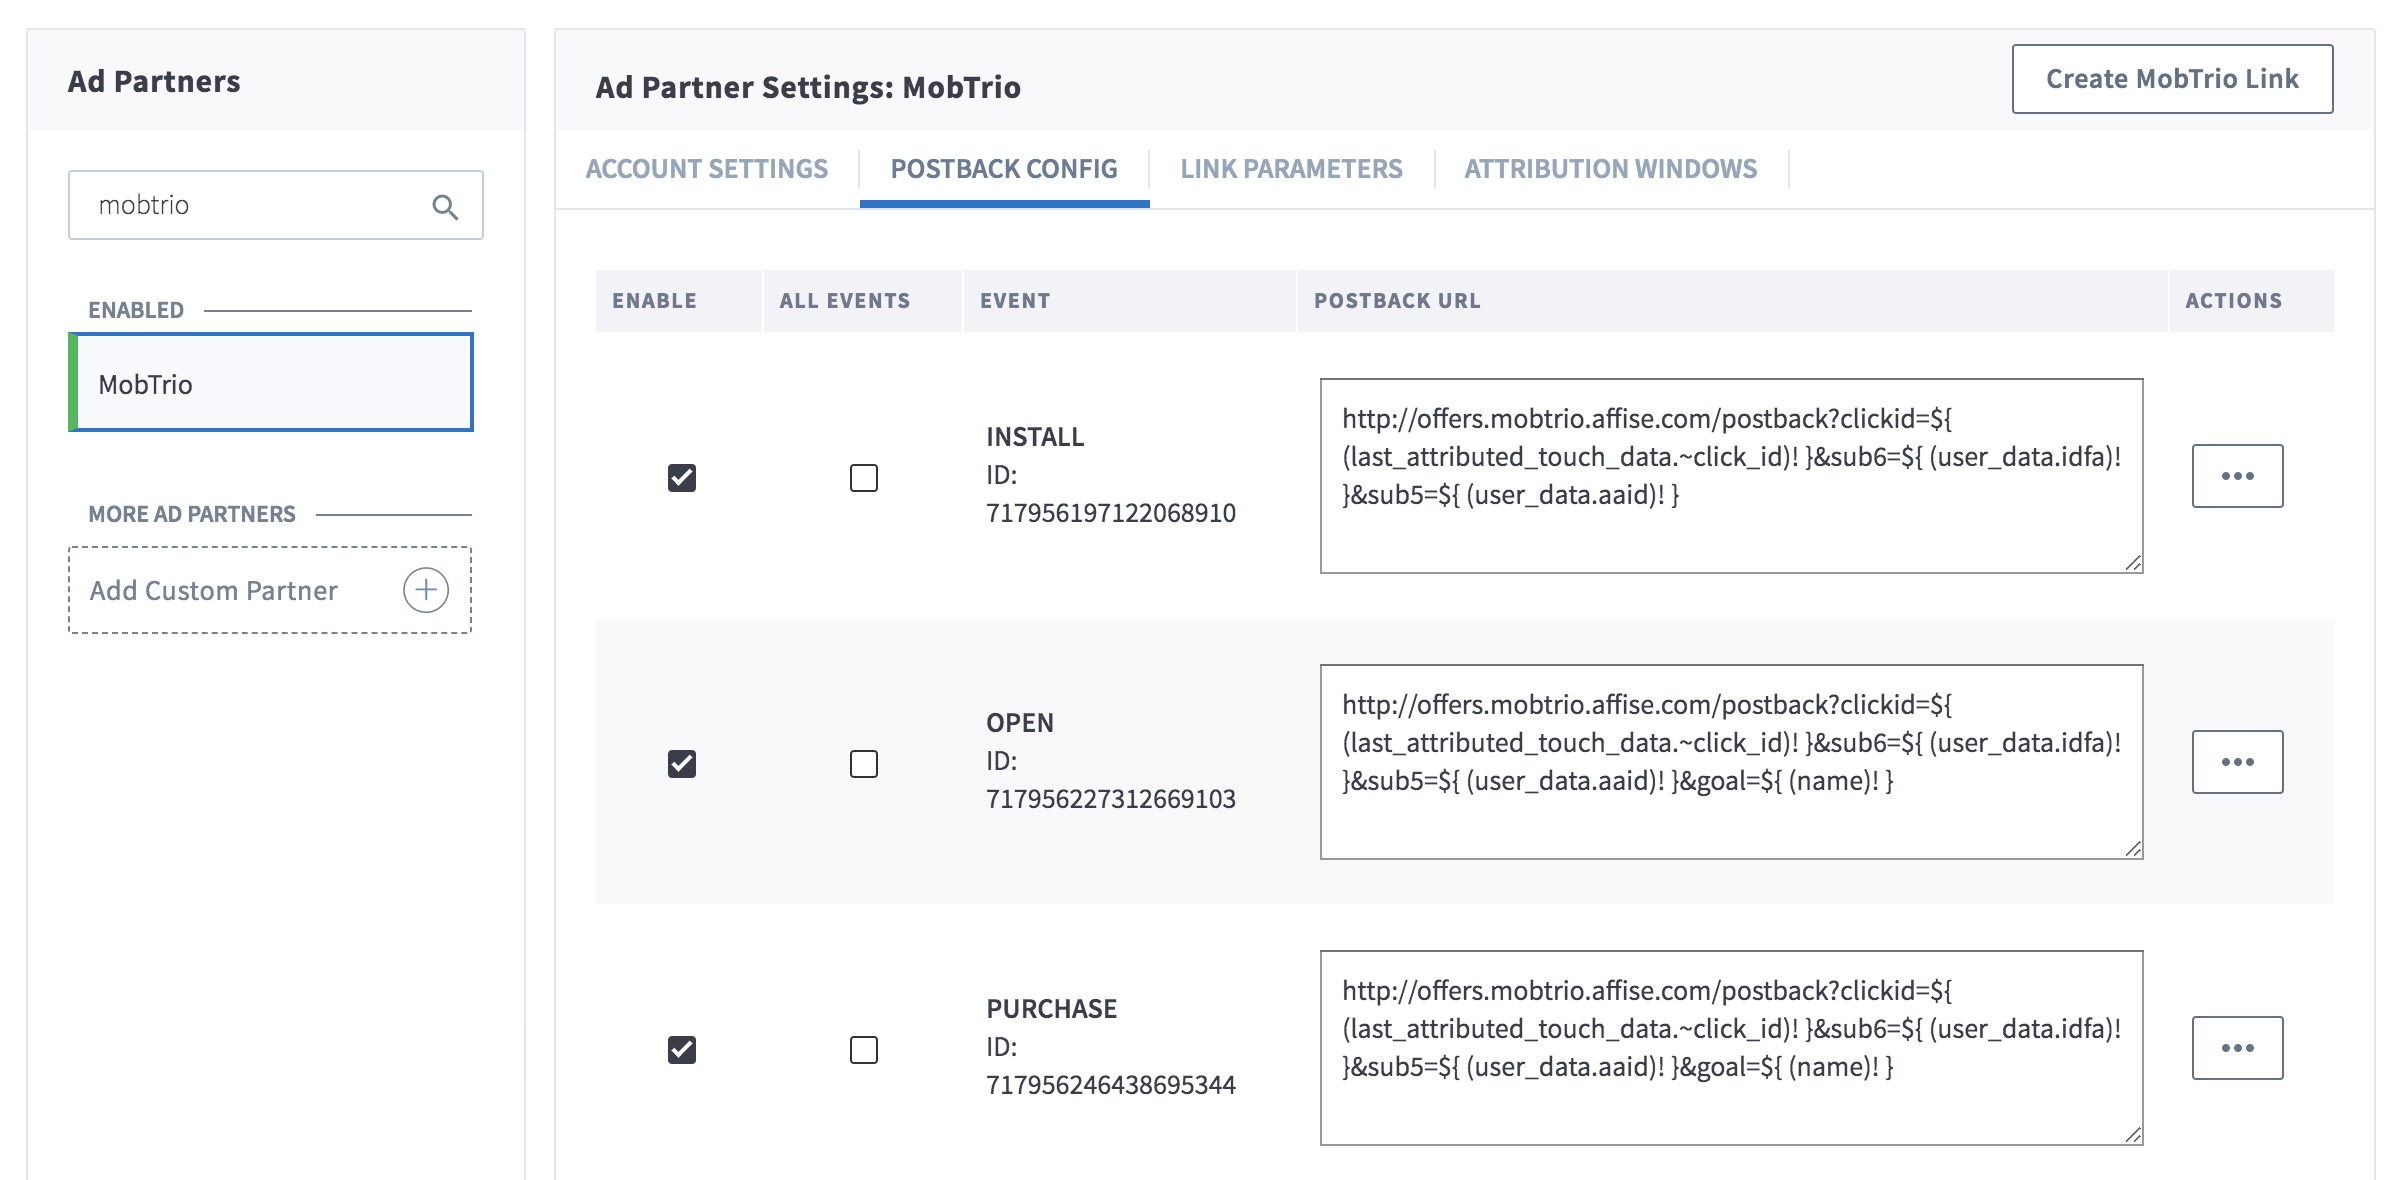 Ad Partners
mobtrio
ENABLED
MobTrio
MORE AD PARTNERS
Add Custom Partner
Ad Partner Settings: MobTrio
Create MobTrio Link
ACCOUNT SETTINGS
POSTBACK CONFIG
LINK PARAMETERS
ATTRIBUTION WINDOWS
ENABLE
ALL EVENTS
EVENT
POSTBACK URL
ACTIONS
INSTALL
ID:
717956197122068910
http://offers.mobtrio.affise.com/postback?clickid=${
(last_attributed_touch_data.~click_id)! }&sub6=${ (user_data.idfa)!
}&sub5=${ (user_data.aaid)! }
OPEN
ID:
717956227312669103
http://offers.mobtrio.affise.com/postback?clickid=${
(last_attributed_touch_data.~click_id)! }&sub6=${ (user_data.idfa)!
}&sub5=${ (user_data.aaid)! }&goal=${ (name)! }
PURCHASE
ID:
717956246438695344
http://offers.mobtrio.affise.com/postback?clickid=${
(last_attributed_touch_data.~click_id)! }&sub6=${ (user_data.idfa)!
}&sub5=${ (user_data.aaid)! }&goal=${ (name)! }